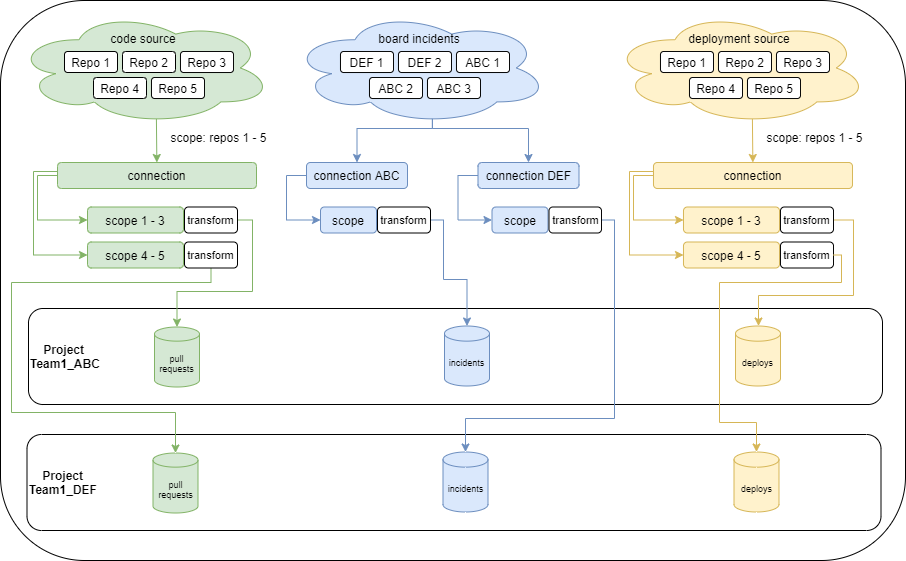 code source
Repo 1
Repo 2
Repo 3
Repo 4
Repo 5
board incidents
DEF 1
DEF 2
ABC 1
ABC 2
ABC 3
deployment source
Repo 1
Repo 2
Repo 3
Repo 4
Repo 5
scope: repos 1 - 5
scope: repos 1 - 5
connection
connection ABC
connection DEF
connection
scope 1 - 3
transform
scope
transform
scope
transform
scope 1 - 3
transform
scope 4 - 5
transform
scope 4 - 5
transform
Project
Team1_ABC
pull
requests
incidents
deploys
Project
Team1_DEF
pull
requests
incidents
deploys